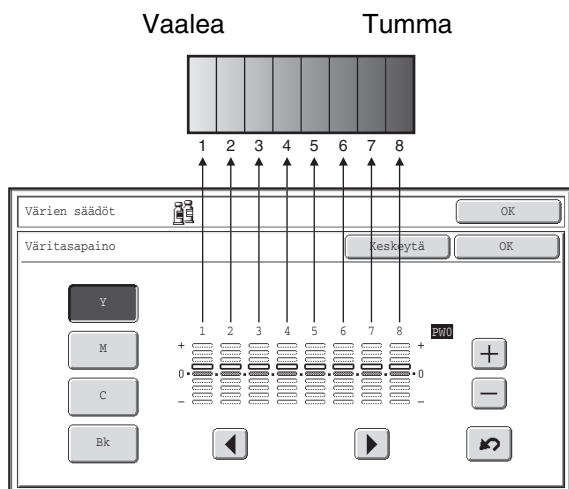 Vaalea Tumma
1 2 3 4 5 6 7 8
Värien säädöt OK
Väritasapaino Keskeytä OK
Y
1 2 3 4 5 6 7 8 PW0
+ +
M
0 0
C
− −
Bk